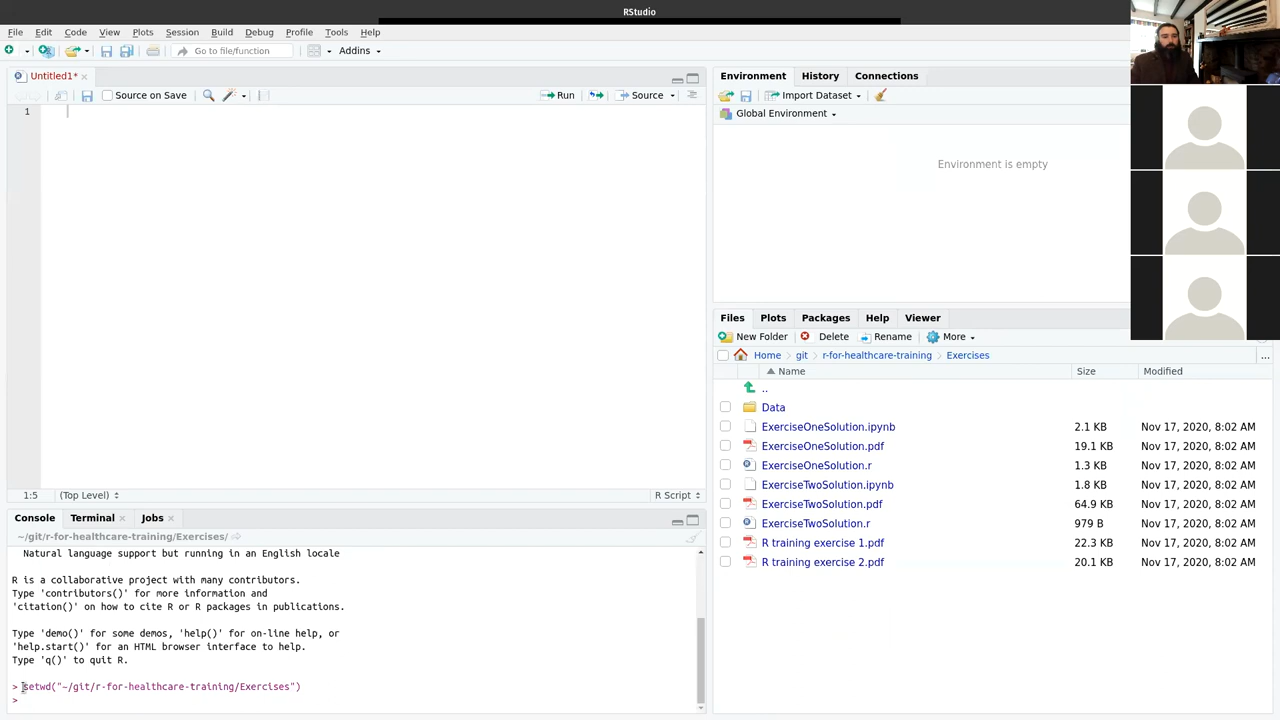 RStudio
File Edit Code View Plots Session Build Debug Profile Tools Help
Go to file/function Addins
Untitled1*
Source on Save Run Source
1
1:5 (Top Level) R Script
Console Terminal Jobs
~/git/r-for-healthcare-training/Exercises/
Natural language support but running in an English locale
R is a collaborative project with many contributors.
Type 'contributors()' for more information and
'citation()' on how to cite R or R packages in publications.
Type 'demo()' for some demos, 'help()' for on-line help, or
'help.start()' for an HTML browser interface to help.
Type 'q()' to quit R.
> setwd("~/git/r-for-healthcare-training/Exercises")
>
Environment History Connections
Import Dataset
Global Environment
Environment is empty
Files Plots Packages Help Viewer
New Folder Delete Rename More
Home git r-for-healthcare-training Exercises ...
Name Size Modified
..
Data
ExerciseOneSolution.ipynb 2.1 KB Nov 17, 2020, 8:02 AM
ExerciseOneSolution.pdf 19.1 KB Nov 17, 2020, 8:02 AM
ExerciseOneSolution.r 1.3 KB Nov 17, 2020, 8:02 AM
ExerciseTwoSolution.ipynb 1.8 KB Nov 17, 2020, 8:02 AM
ExerciseTwoSolution.pdf 64.9 KB Nov 17, 2020, 8:02 AM
ExerciseTwoSolution.r 979 B Nov 17, 2020, 8:02 AM
R training exercise 1.pdf 22.3 KB Nov 17, 2020, 8:02 AM
R training exercise 2.pdf 20.1 KB Nov 17, 2020, 8:02 AM